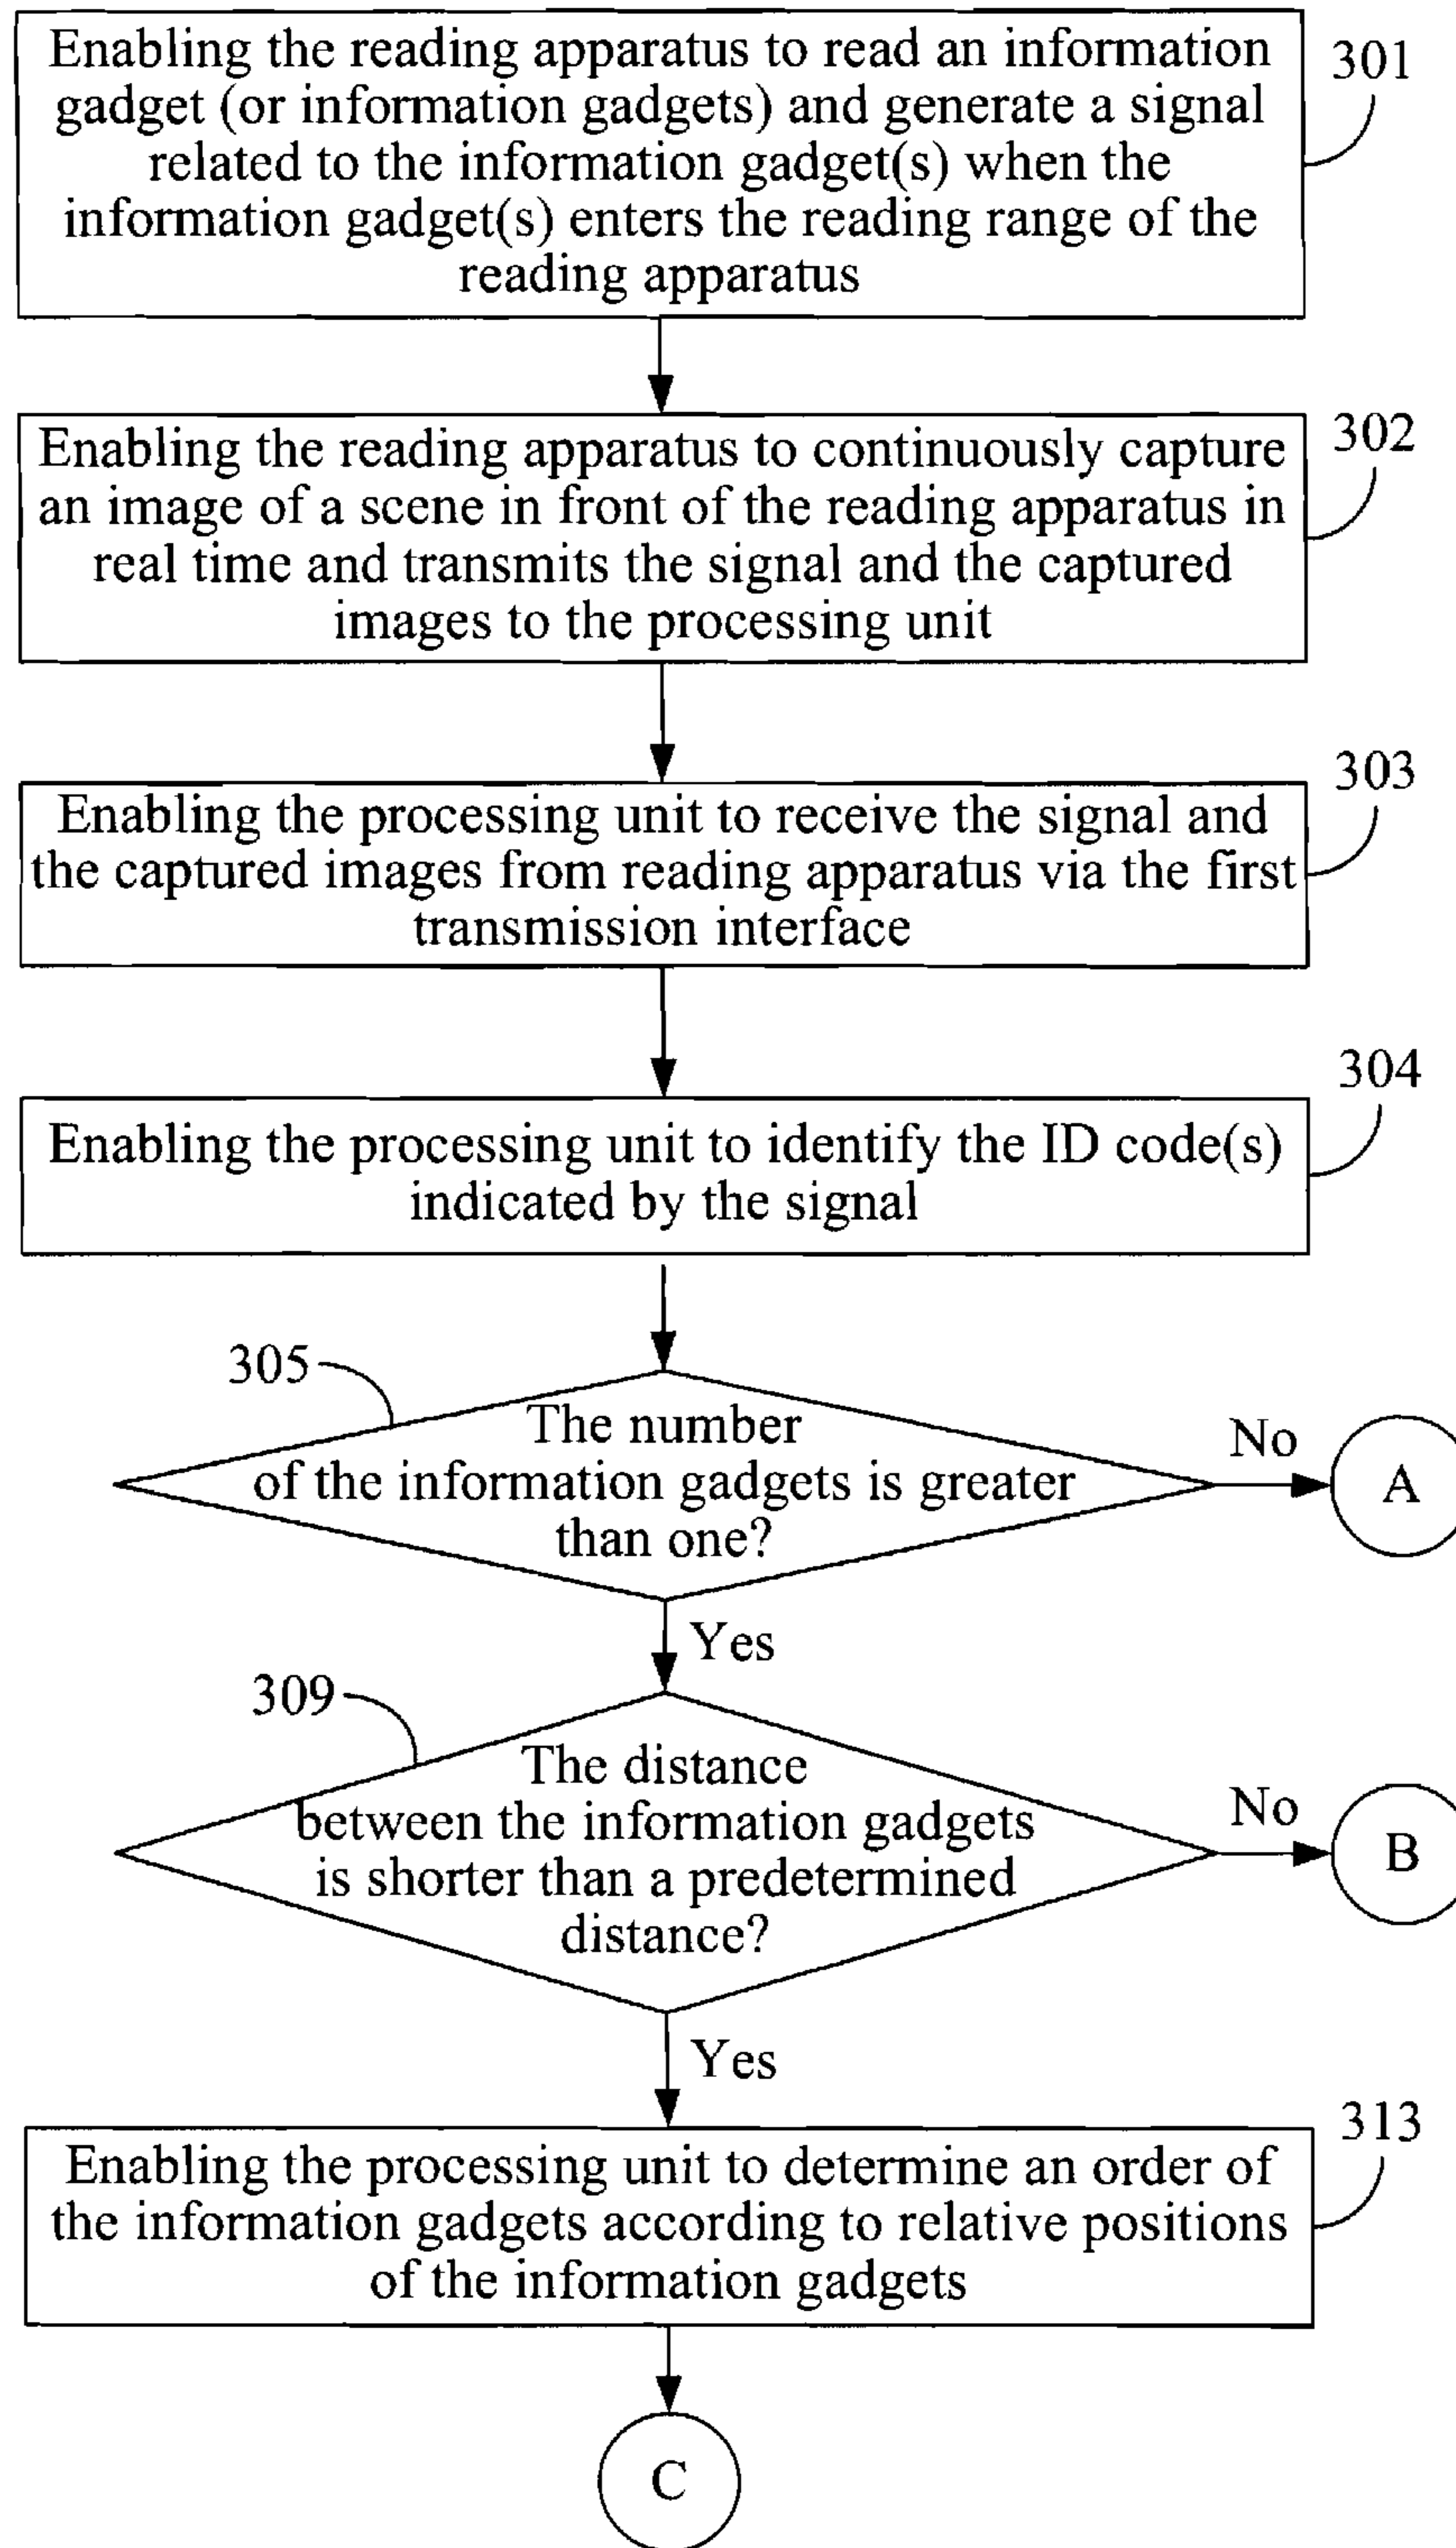 Enabling the reading apparatus to read an information
gadget (or information gadgets) and generate a signal
related to the information gadget(s) when the
information gadget(s) enters the reading range of the
reading apparatus
301
Enabling the reading apparatus to continuously capture
an image of a scene in front of the reading apparatus in
real time and transmits the signal and the captured
images to the processing unit
302
Enabling the processing unit to receive the signal and
the captured images from reading apparatus via the first
transmission interface
303
Enabling the processing unit to identify the ID code(s)
indicated by the signal
304
305
The number
of the information gadgets is greater
than one?
No
A
Yes
309
The distance
between the information gadgets
is shorter than a predetermined
distance?
No
B
Yes
Enabling the processing unit to determine an order of
the information gadgets according to relative positions
of the information gadgets
313
C